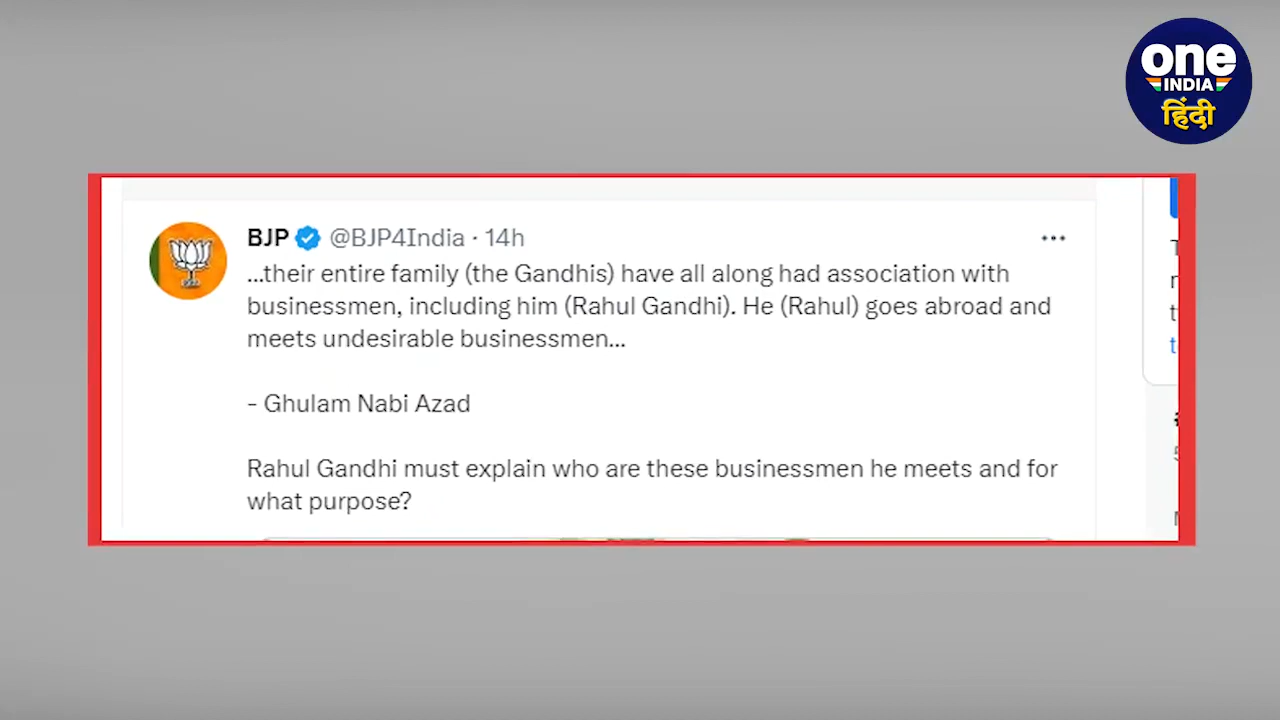 one
INDIA
हिंदी
BJP @BJP4India · 14h
...their entire family (the Gandhis) have all along had association with
businessmen, including him (Rahul Gandhi). He (Rahul) goes abroad and
meets undesirable businessmen...
- Ghulam Nabi Azad
Rahul Gandhi must explain who are these businessmen he meets and for
what purpose?